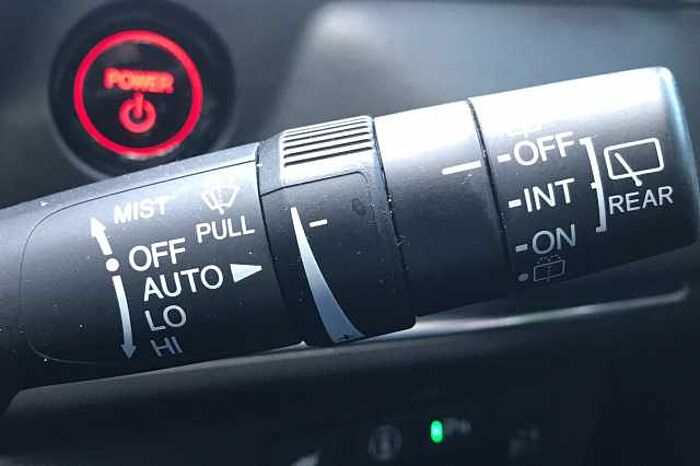 POWER
MIST
PULL
OFF
AUTO
LO
HI
-OFF
-INT
-ON
REAR